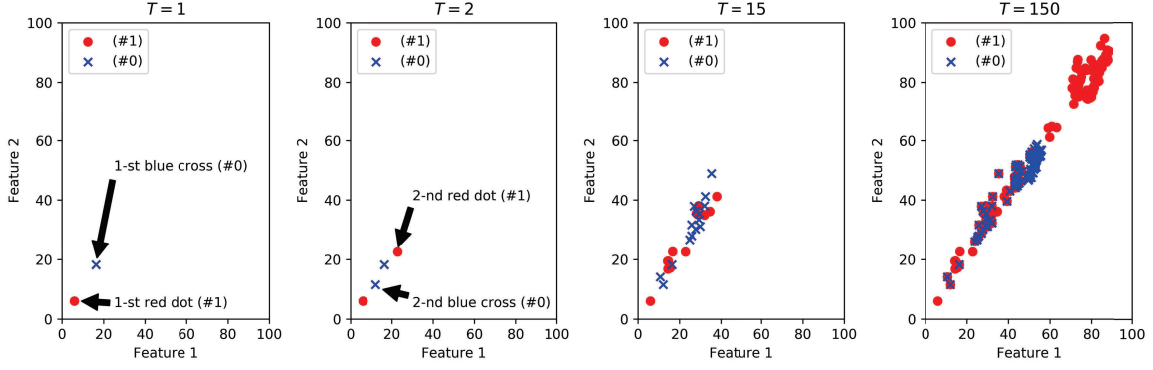 T = 1
100
80
60
40
20
0
Feature 2
(#1)
(#0)
1-st blue cross (#0)
1-st red dot (#1)
0 20 40 60 80 100
Feature 1
T = 2
100
80
60
40
20
0
Feature 2
(#1)
(#0)
2-nd red dot (#1)
2-nd blue cross (#0)
0 20 40 60 80 100
Feature 1
T = 15
100
80
60
40
20
0
Feature 2
(#1)
(#0)
0 20 40 60 80 100
Feature 1
T = 150
100
80
60
40
20
0
Feature 2
(#1)
(#0)
0 20 40 60 80 100
Feature 1